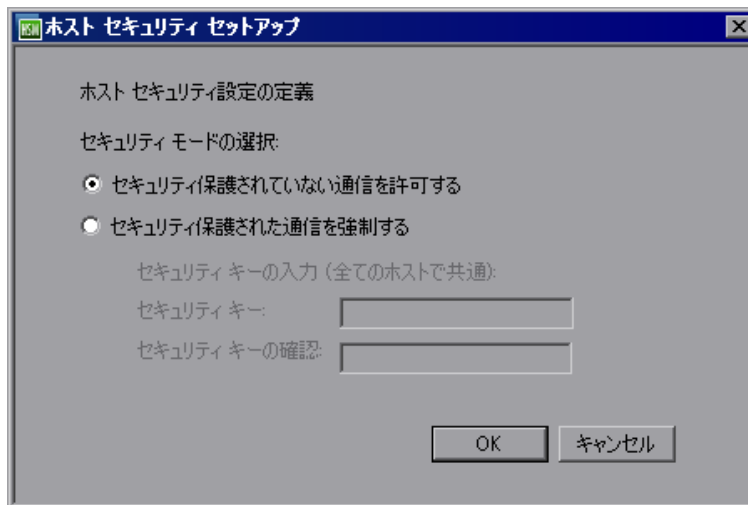 HSM ホスト セキュリティ セットアップ
ホスト セキュリティ設定の定義
セキュリティ モードの選択:
セキュリティ保護されていない通信を許可する
セキュリティ保護された通信を強制する
セキュリティ キーの入力 (全てのホストで共通):
セキュリティ キー:
セキュリティ キーの確認:
OK キャンセル